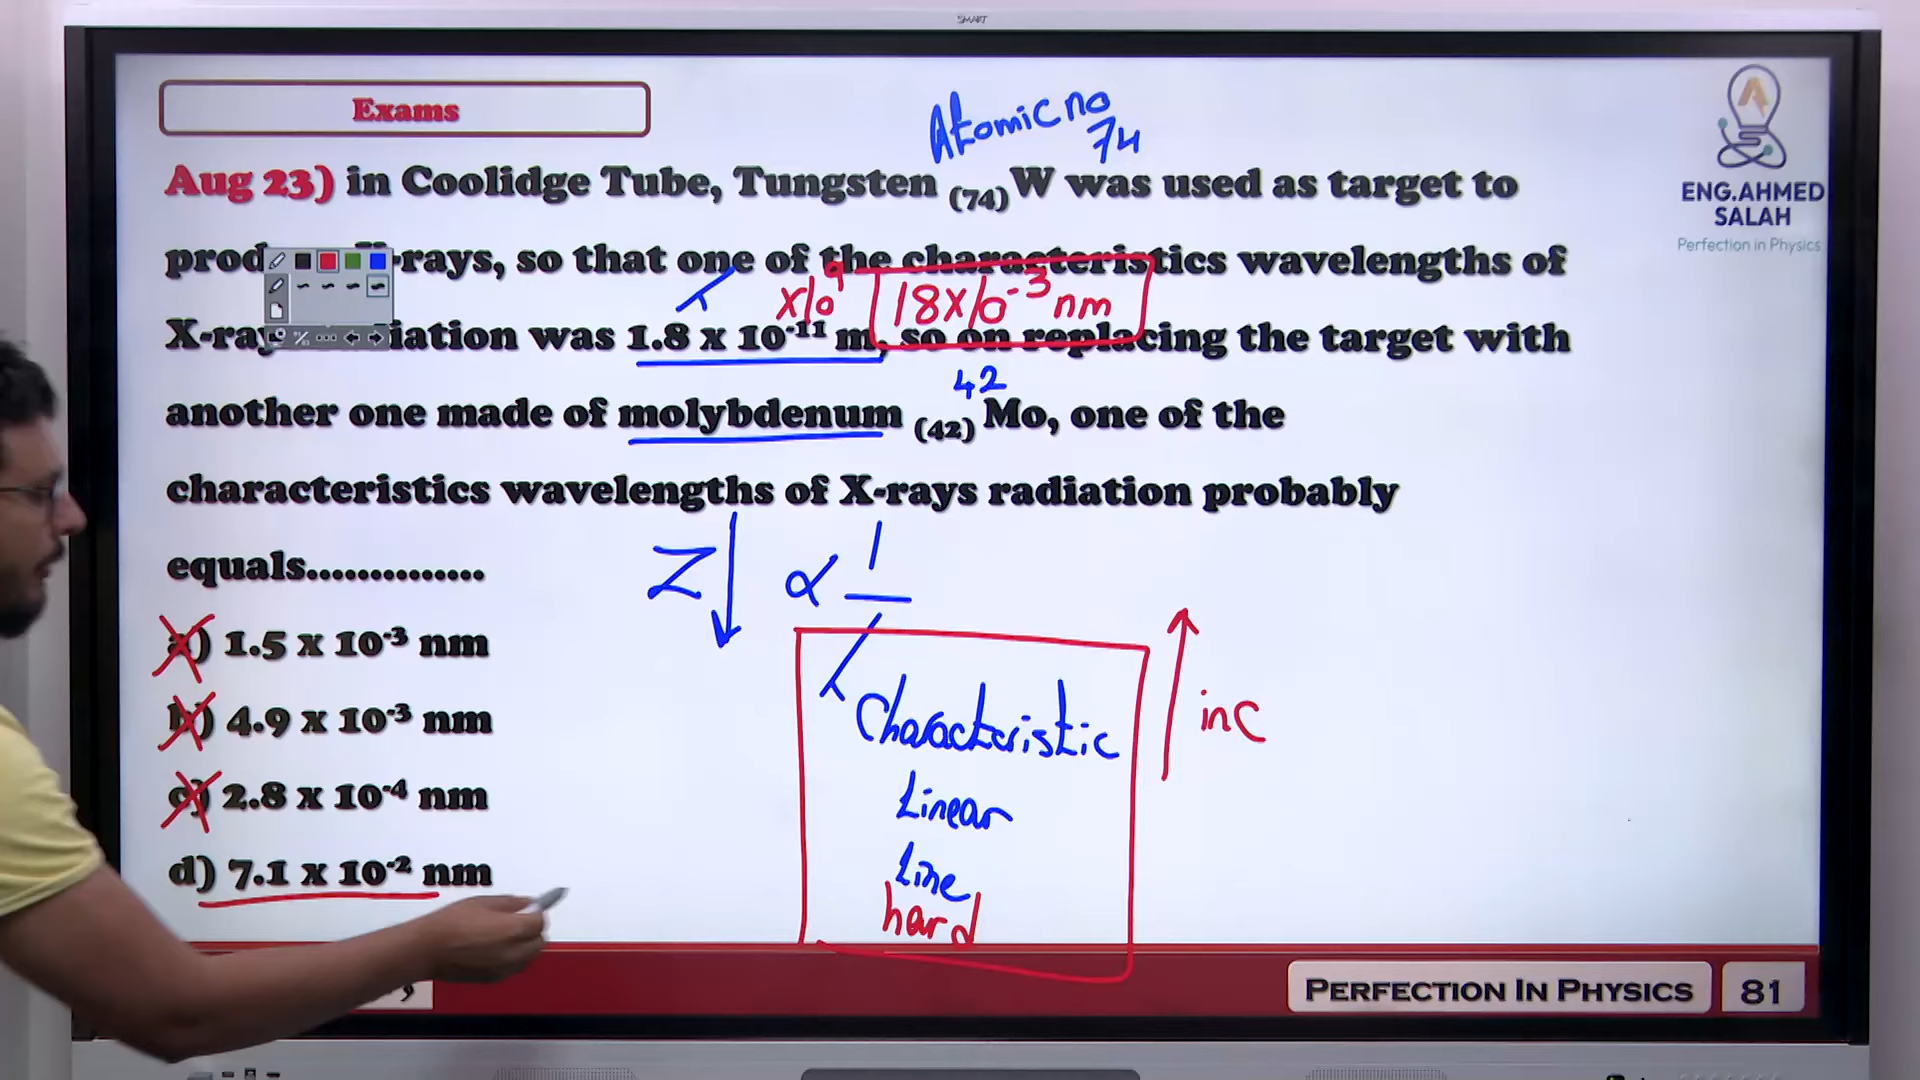 SMART
Exams
Atomic no
74
ENG.AHMED
SALAH
Perfection in Physics
Aug 23) in Coolidge Tube, Tungsten (74)W was used as target to
prod -rays, so that one of the characteristics wavelengths of
λ x10⁹ 18x10⁻³ nm
X-ray iation was 1.8 x 10⁻¹¹ m, so on replacing the target with
42
another one made of molybdenum (42) Mo, one of the
characteristics wavelengths of X-rays radiation probably
equals..............
Z ↓ ∝ 1/λ
a) 1.5 x 10⁻³ nm
b) 4.9 x 10⁻³ nm
c) 2.8 x 10⁻⁴ nm
d) 7.1 x 10⁻² nm
Characteristic
Linear
Line
hard
inc
PERFECTION IN PHYSICS
81